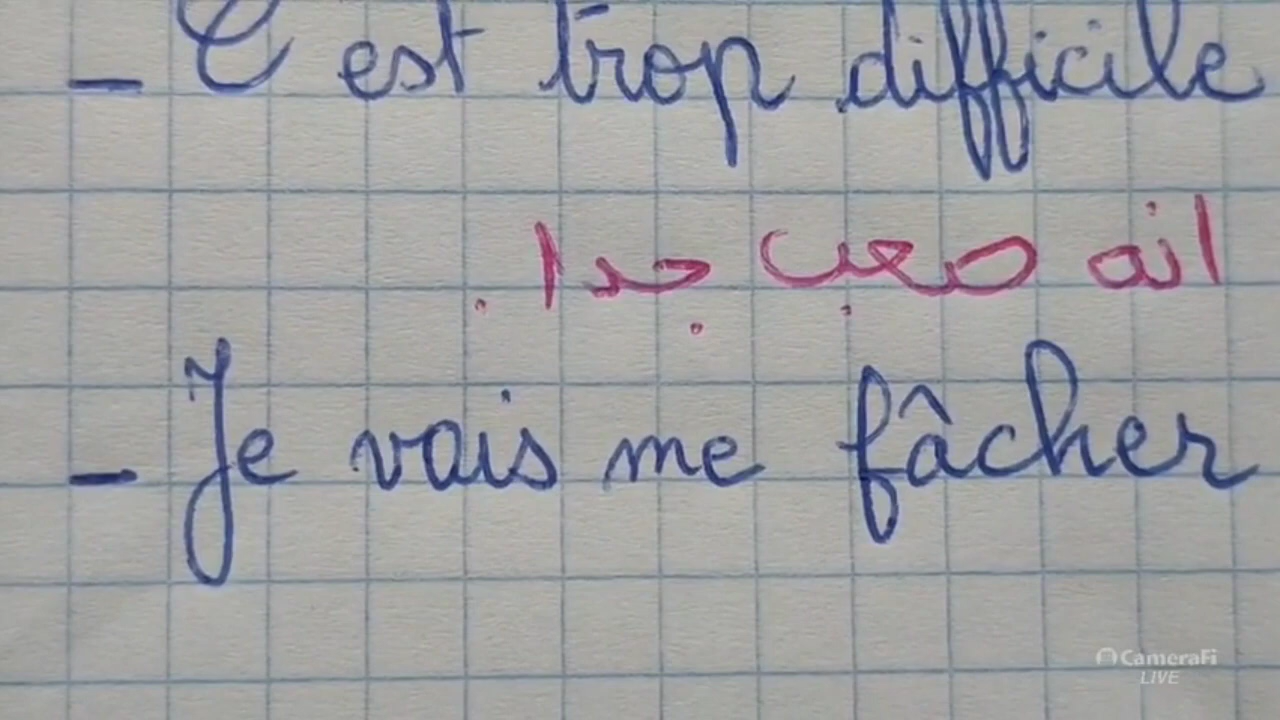 - C est trop difficile
انه صعب جدا .
- Je vais me fâcher
CameraFi
LIVE